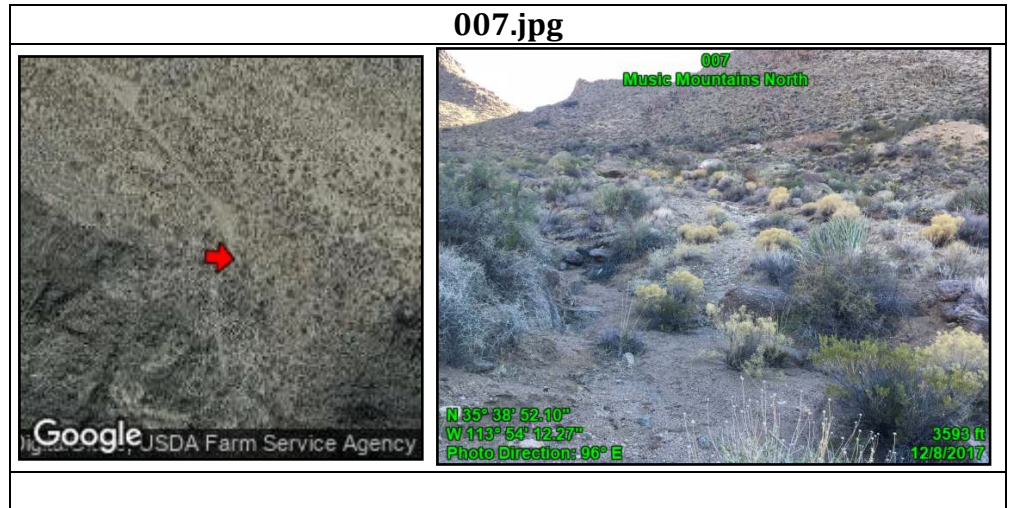 007.jpg
007
Music Mountains North
N 35° 38' 52.10"
W 113° 54' 12.27"
Photo Direction: 96° E
3593 ft
12/8/2017
Google
USDA Farm Service Agency